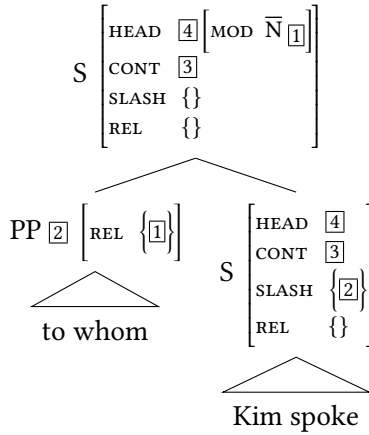 HEAD 4 [MOD N̅ 1]
S CONT 3
SLASH {}
REL {}
PP 2 [REL {1}]
to whom
HEAD 4
S CONT 3
SLASH {2}
REL {}
Kim spoke